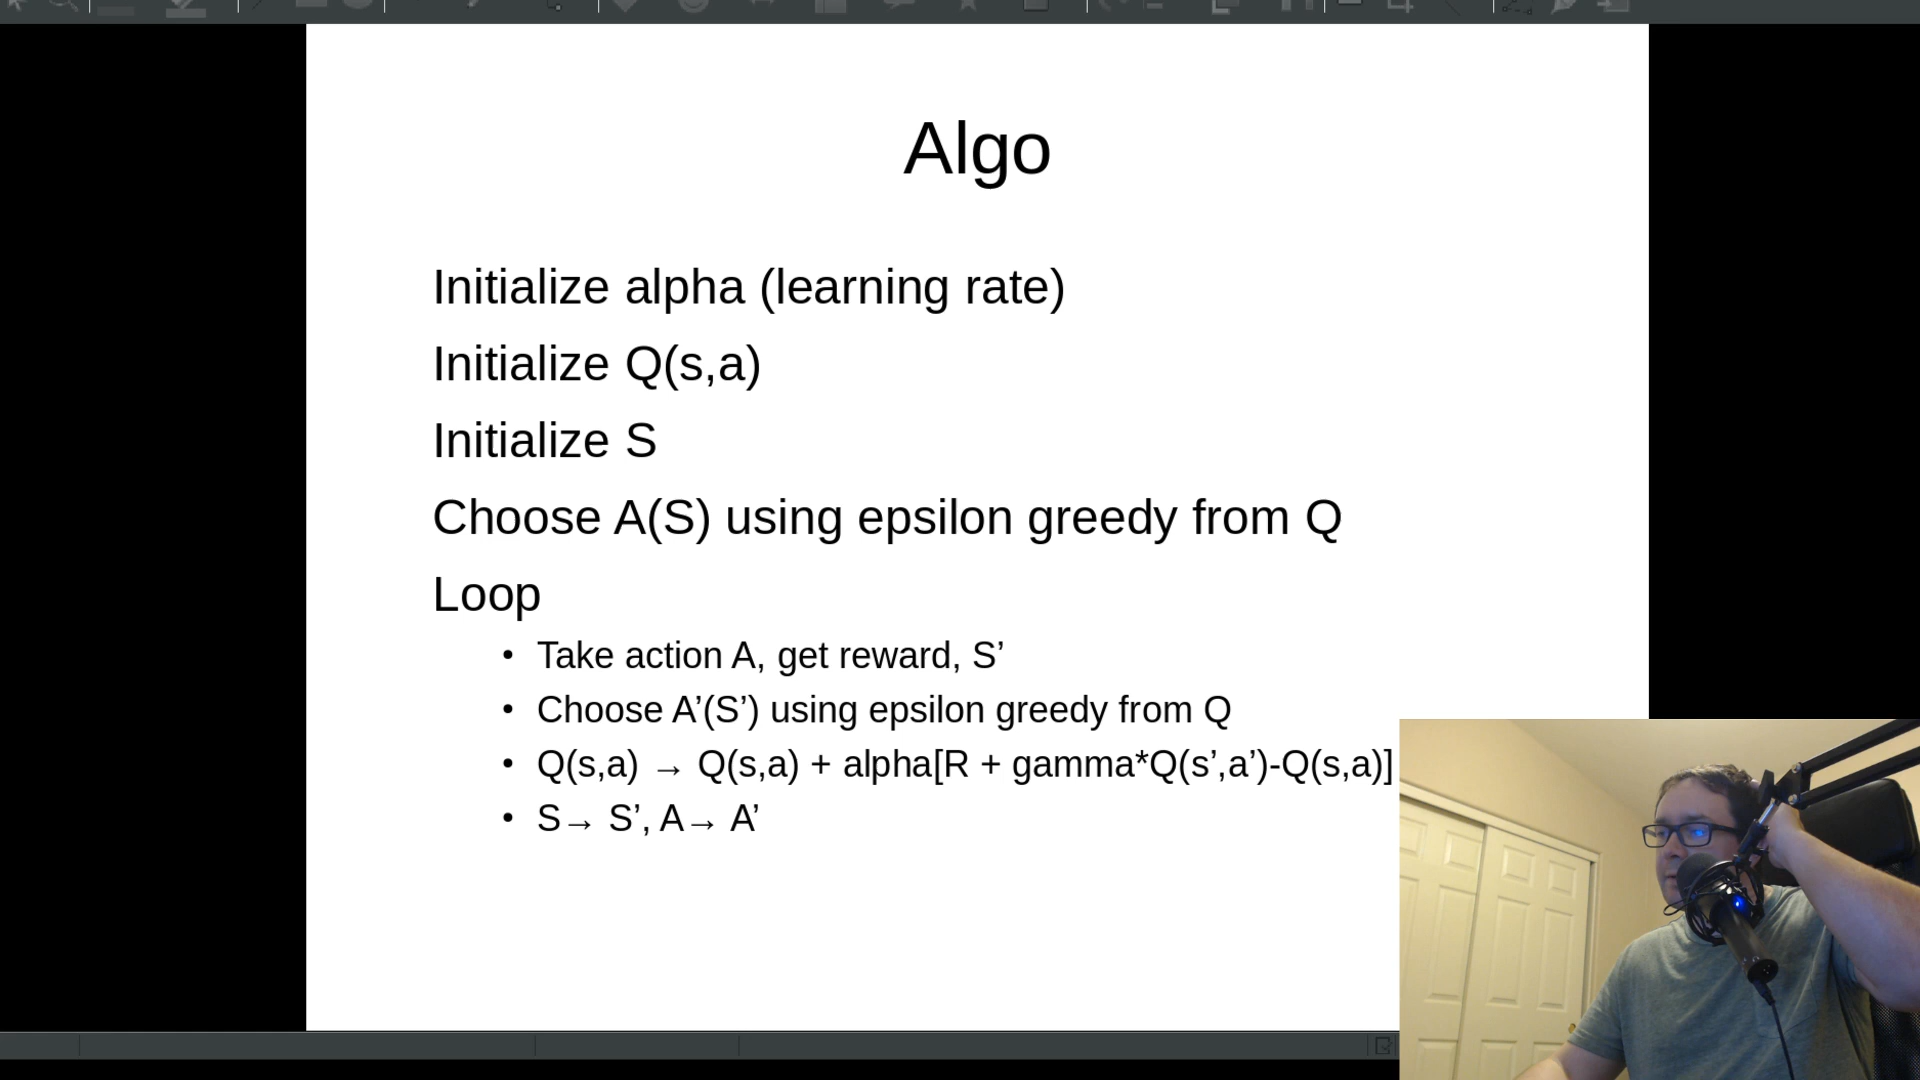 Algo
Initialize alpha (learning rate)
Initialize Q(s,a)
Initialize S
Choose A(S) using epsilon greedy from Q
Loop
• Take action A, get reward, S’
• Choose A’(S’) using epsilon greedy from Q
• Q(s,a) → Q(s,a) + alpha[R + gamma*Q(s’,a’)-Q(s,a)]
• S→ S’, A→ A’